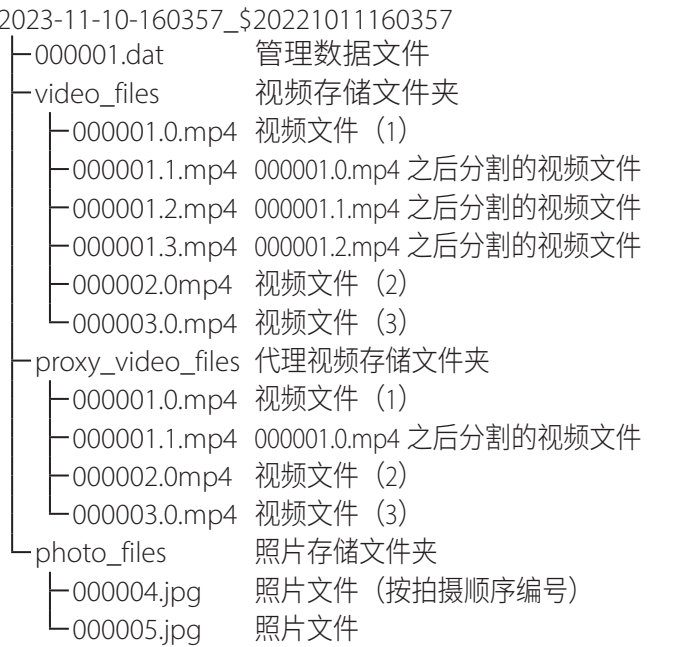 2023-11-10-160357_$20221011160357
000001.dat 管理数据文件
video_files 视频存储文件夹
000001.0.mp4 视频文件（1）
000001.1.mp4 000001.0.mp4 之后分割的视频文件
000001.2.mp4 000001.1.mp4 之后分割的视频文件
000001.3.mp4 000001.2.mp4 之后分割的视频文件
000002.0mp4 视频文件（2）
000003.0.mp4 视频文件（3）
proxy_video_files 代理视频存储文件夹
000001.0.mp4 视频文件（1）
000001.1.mp4 000001.0.mp4 之后分割的视频文件
000002.0mp4 视频文件（2）
000003.0.mp4 视频文件（3）
photo_files 照片存储文件夹
000004.jpg 照片文件（按拍摄顺序编号）
000005.jpg 照片文件